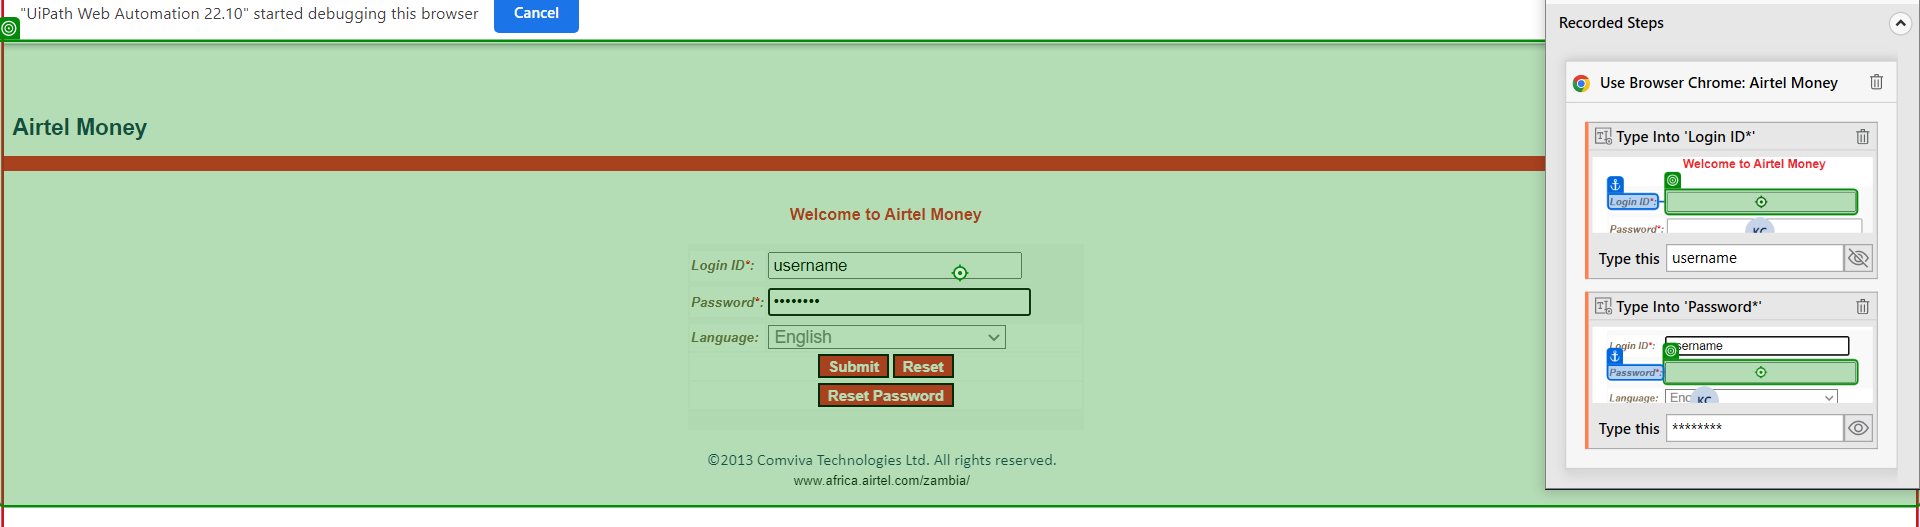 "UiPath Web Automation 22.10" started debugging this browser
Cancel
Airtel Money
Welcome to Airtel Money
Login ID*: username
Password*: ••••••••
Language: English
Submit Reset
Reset Password
©2013 Comviva Technologies Ltd. All rights reserved.
www.africa.airtel.com/zambia/
Recorded Steps
Use Browser Chrome: Airtel Money
Type Into 'Login ID*'
Welcome to Airtel Money
Login ID*:
Password*:
KC
Type this username
Type Into 'Password*'
Login ID*: sername
Password*:
Language: Eng
KC
Type this ********